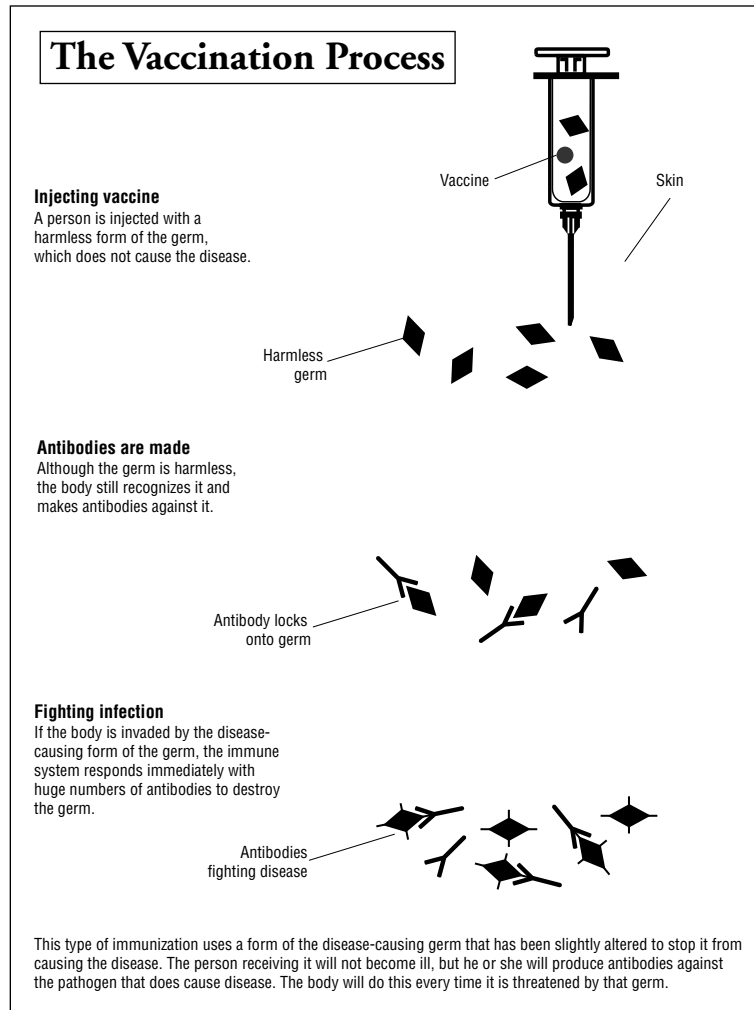 The Vaccination Process
Vaccine
Skin
Injecting vaccine
A person is injected with a
harmless form of the germ,
which does not cause the disease.
Harmless
germ
Antibodies are made
Although the germ is harmless,
the body still recognizes it and
makes antibodies against it.
Antibody locks
onto germ
Fighting infection
If the body is invaded by the disease-
causing form of the germ, the immune
system responds immediately with
huge numbers of antibodies to destroy
the germ.
Antibodies
fighting disease
This type of immunization uses a form of the disease-causing germ that has been slightly altered to stop it from
causing the disease. The person receiving it will not become ill, but he or she will produce antibodies against
the pathogen that does cause disease. The body will do this every time it is threatened by that germ.